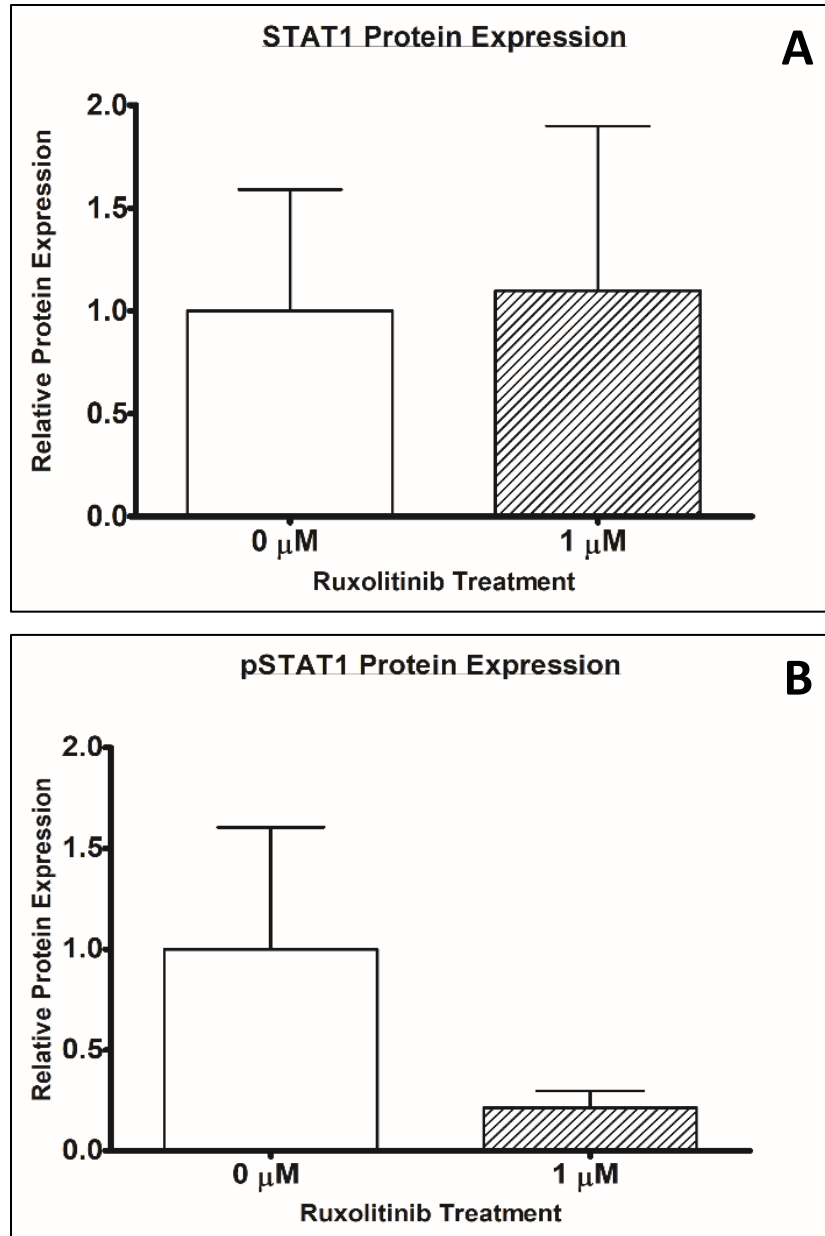 STAT1 Protein Expression
A
Relative Protein Expression
2.0
1.5
1.0
0.5
0.0
0 μM
1 μM
Ruxolitinib Treatment
pSTAT1 Protein Expression
B
Relative Protein Expression
2.0
1.5
1.0
0.5
0.0
0 μM
1 μM
Ruxolitinib Treatment